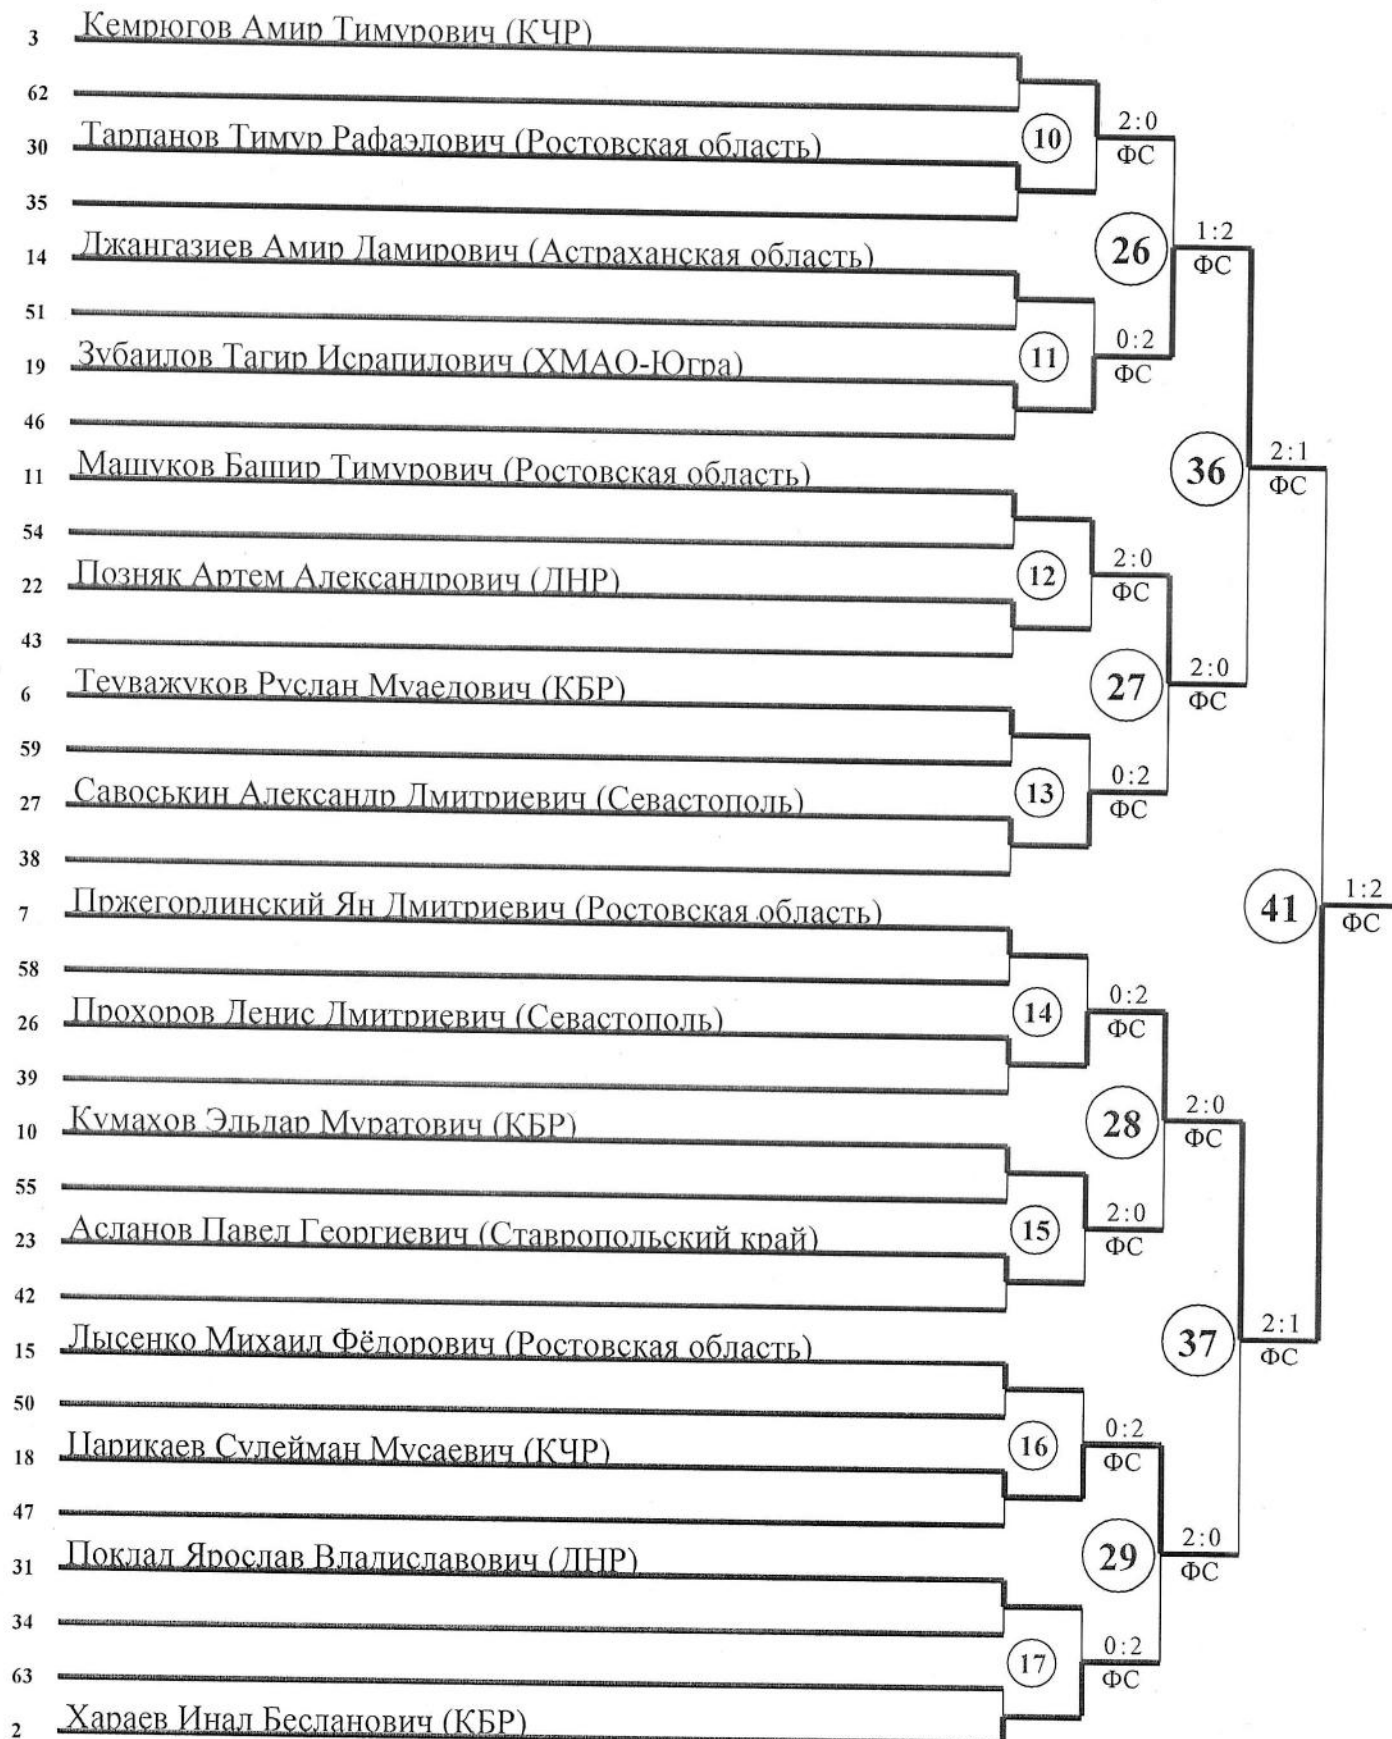 3 Кемрюгов Амир Тимурович (КЧР)
62
10 2:0
ФС
30 Тарпанов Тимур Рафаэлович (Ростовская область)
35
26 1:2
ФС
14 Джангазиев Амир Дамирович (Астраханская область)
51
11 0:2
ФС
19 Зубаилов Тагир Исрапилович (ХМАО-Югра)
46
36 2:1
ФС
11 Машуков Башир Тимурович (Ростовская область)
54
12 2:0
ФС
22 Позняк Артем Александрович (ДНР)
43
27 2:0
ФС
6 Теуважуков Руслан Муаедович (КБР)
59
13 0:2
ФС
27 Савоськин Александр Дмитриевич (Севастополь)
38
41 1:2
ФС
7 Пржегорлинский Ян Дмитриевич (Ростовская область)
58
14 0:2
ФС
26 Прохоров Денис Дмитриевич (Севастополь)
39
28 2:0
ФС
10 Кумахов Эльдар Муратович (КБР)
55
15 2:0
ФС
23 Асланов Павел Георгиевич (Ставропольский край)
42
37 2:1
ФС
15 Лысенко Михаил Фёдорович (Ростовская область)
50
16 0:2
ФС
18 Царикаев Сулейман Мусаевич (КЧР)
47
29 2:0
ФС
31 Поклад Ярослав Владиславович (ДНР)
34
17 0:2
ФС
63
2 Хараев Инал Бесланович (КБР)